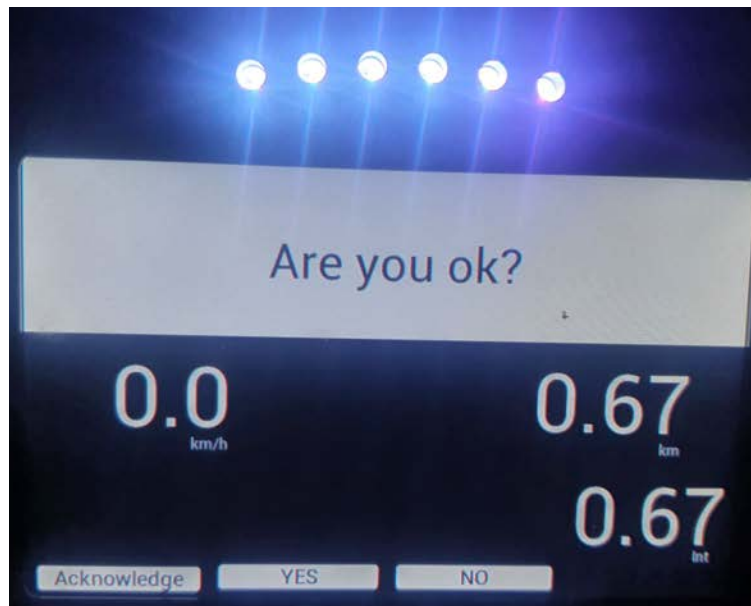 Are you ok?
0.0
km/h
0.67
km
0.67
Int
Acknowledge YES NO